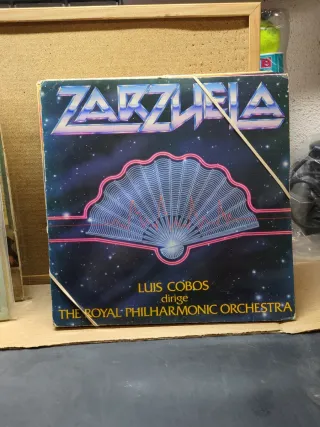 ZARZUELA
LUIS COBOS
dirige
THE ROYAL PHILHARMONIC ORCHESTRA